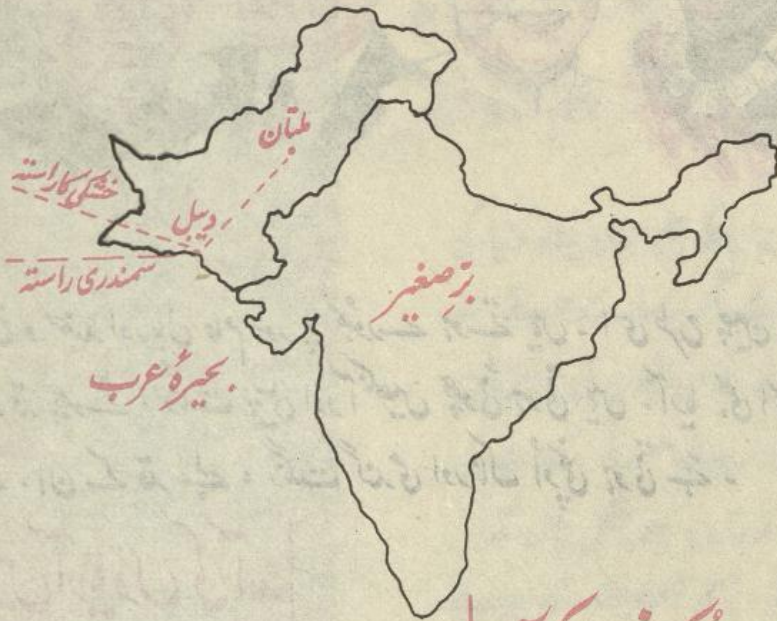 ملتان
خشکی کا راستہ
دیبل
سمندری راستہ
برِصغیر
بحیرۂ عرب